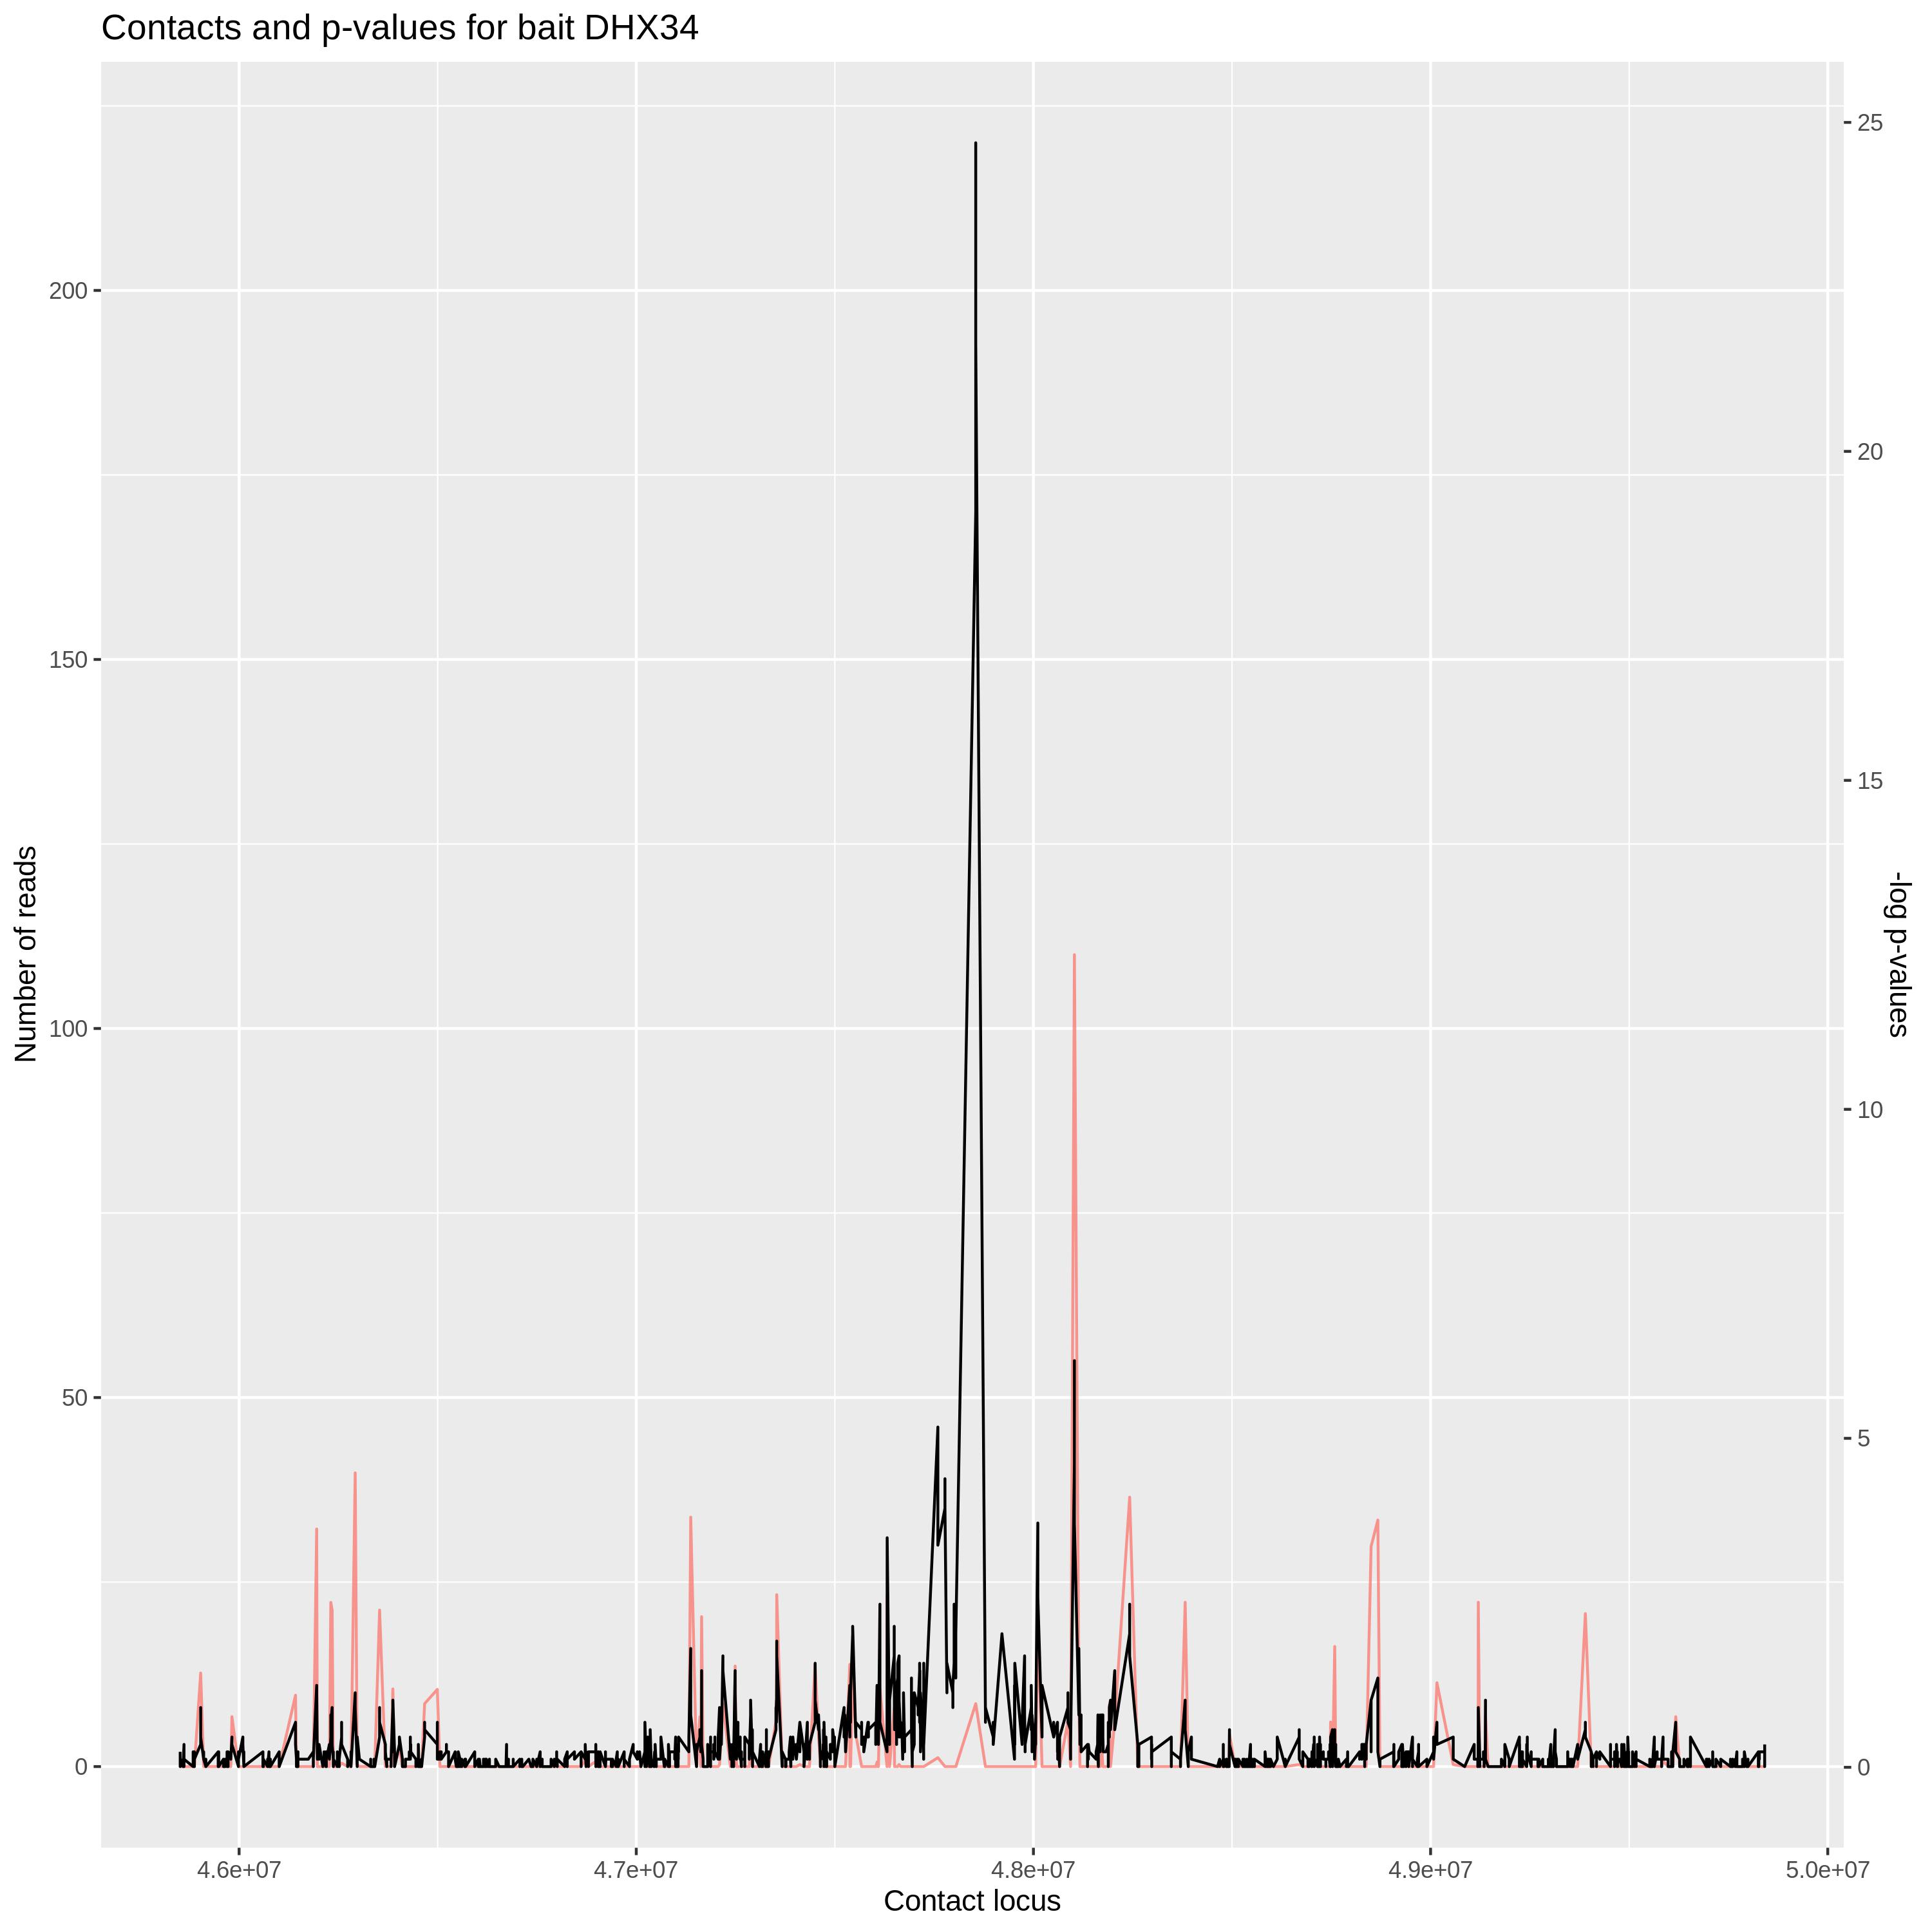 Contacts and p-values for bait DHX34
200
150
100
50
0
Number of reads
25
20
15
10
5
0
-log p-values
4.6e+07 4.7e+07 4.8e+07 4.9e+07 5.0e+07
Contact locus